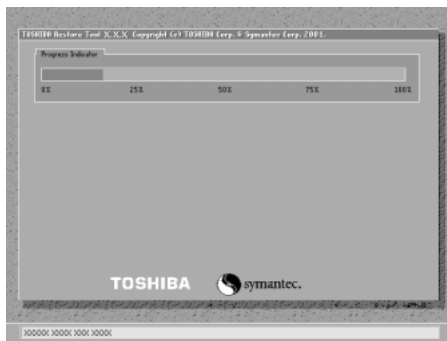 TOSHIBA Restore Tool X.X.X Copyright (c) TOSHIBA Corp. & Symantec Corp. 2001.
Progress Indicator
0% 25% 50% 75% 100%
TOSHIBA symantec.
XXXXX XXXX XXX XXXX